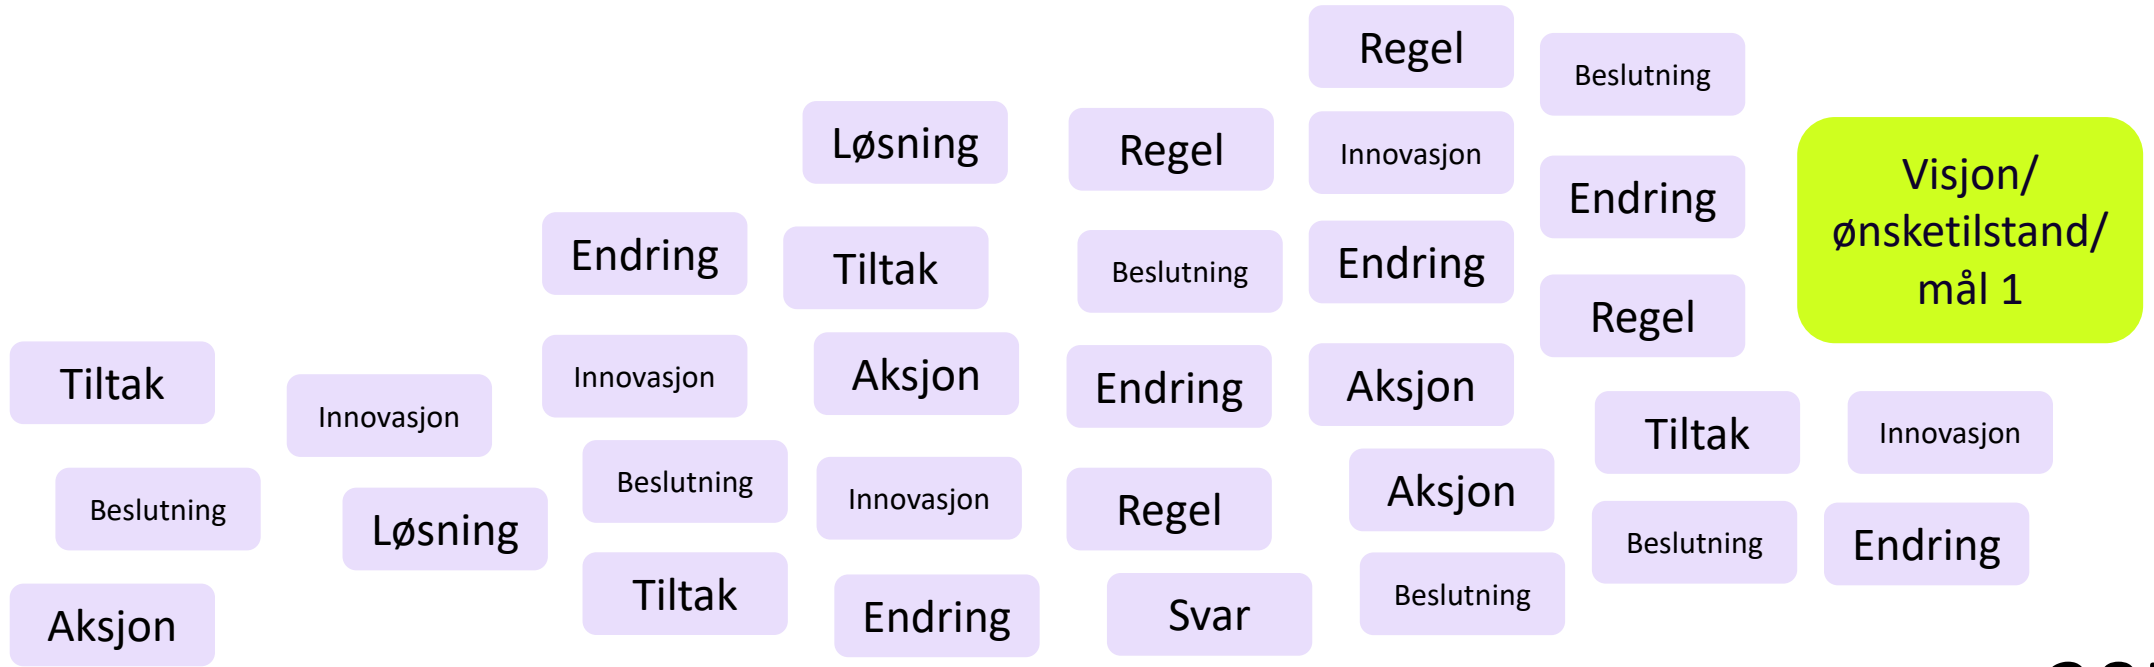 Regel
Beslutning
Løsning
Regel
Innovasjon
Endring
Visjon/
ønsketilstand/
mål 1
Endring
Tiltak
Beslutning
Endring
Regel
Tiltak
Innovasjon
Innovasjon
Aksjon
Endring
Aksjon
Tiltak
Innovasjon
Beslutning
Løsning
Beslutning
Innovasjon
Regel
Aksjon
Beslutning
Endring
Aksjon
Tiltak
Endring
Svar
Beslutning